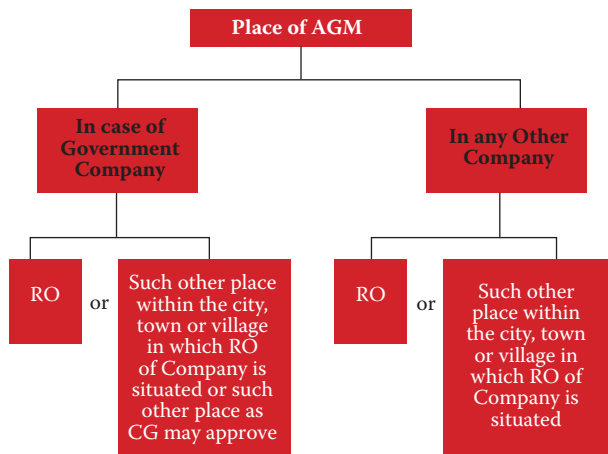 Place of AGM
In case of
Government
Company
In any Other
Company
RO
or
Such other place
within the city,
town or village
in which RO
of Company is
situated or such
other place as
CG may approve
RO
or
Such other
place within
the city, town
or village in
which RO of
Company is
situated